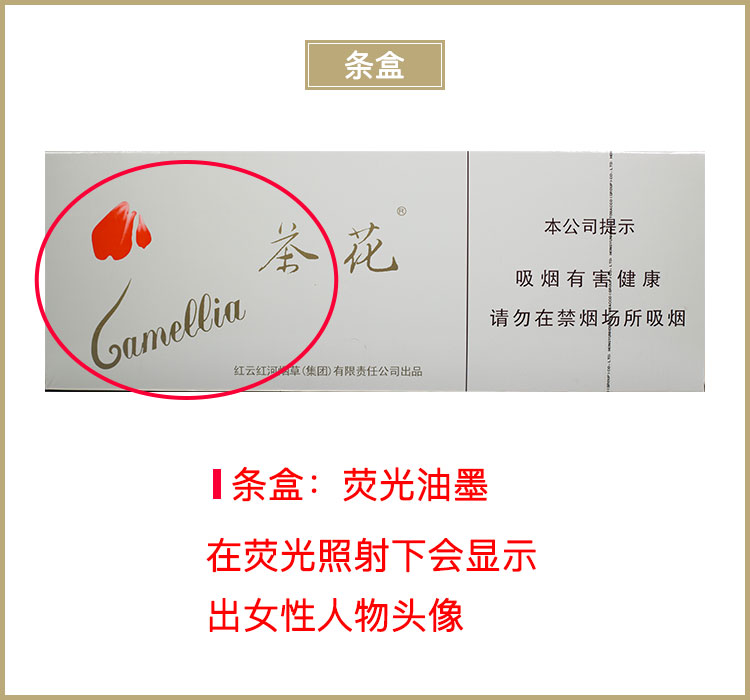 条盒
茶花®
Camellia
红云红河烟草(集团)有限责任公司出品
本公司提示
吸烟有害健康
请勿在禁烟场所吸烟
条盒：荧光油墨
在荧光照射下会显示
出女性人物头像